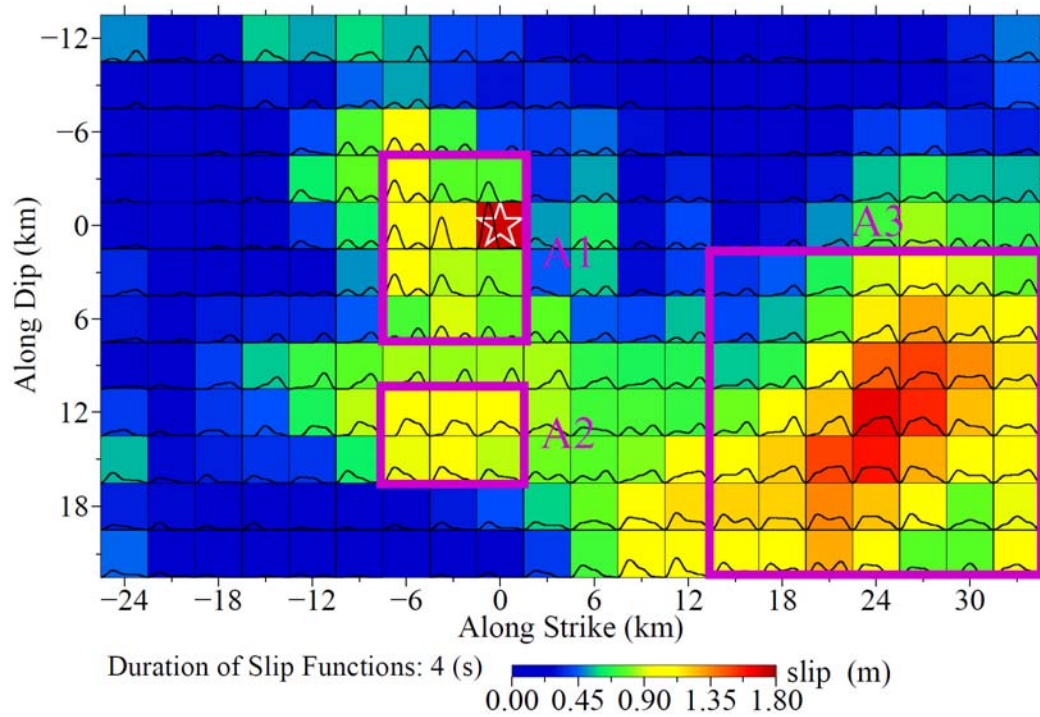 −12
−6
0
6
12
18
Along Dip (km)
A1
A2
A3
−24 −18 −12 −6 0 6 12 18 24 30
Along Strike (km)
Duration of Slip Functions: 4 (s)
slip (m)
0.00 0.45 0.90 1.35 1.80